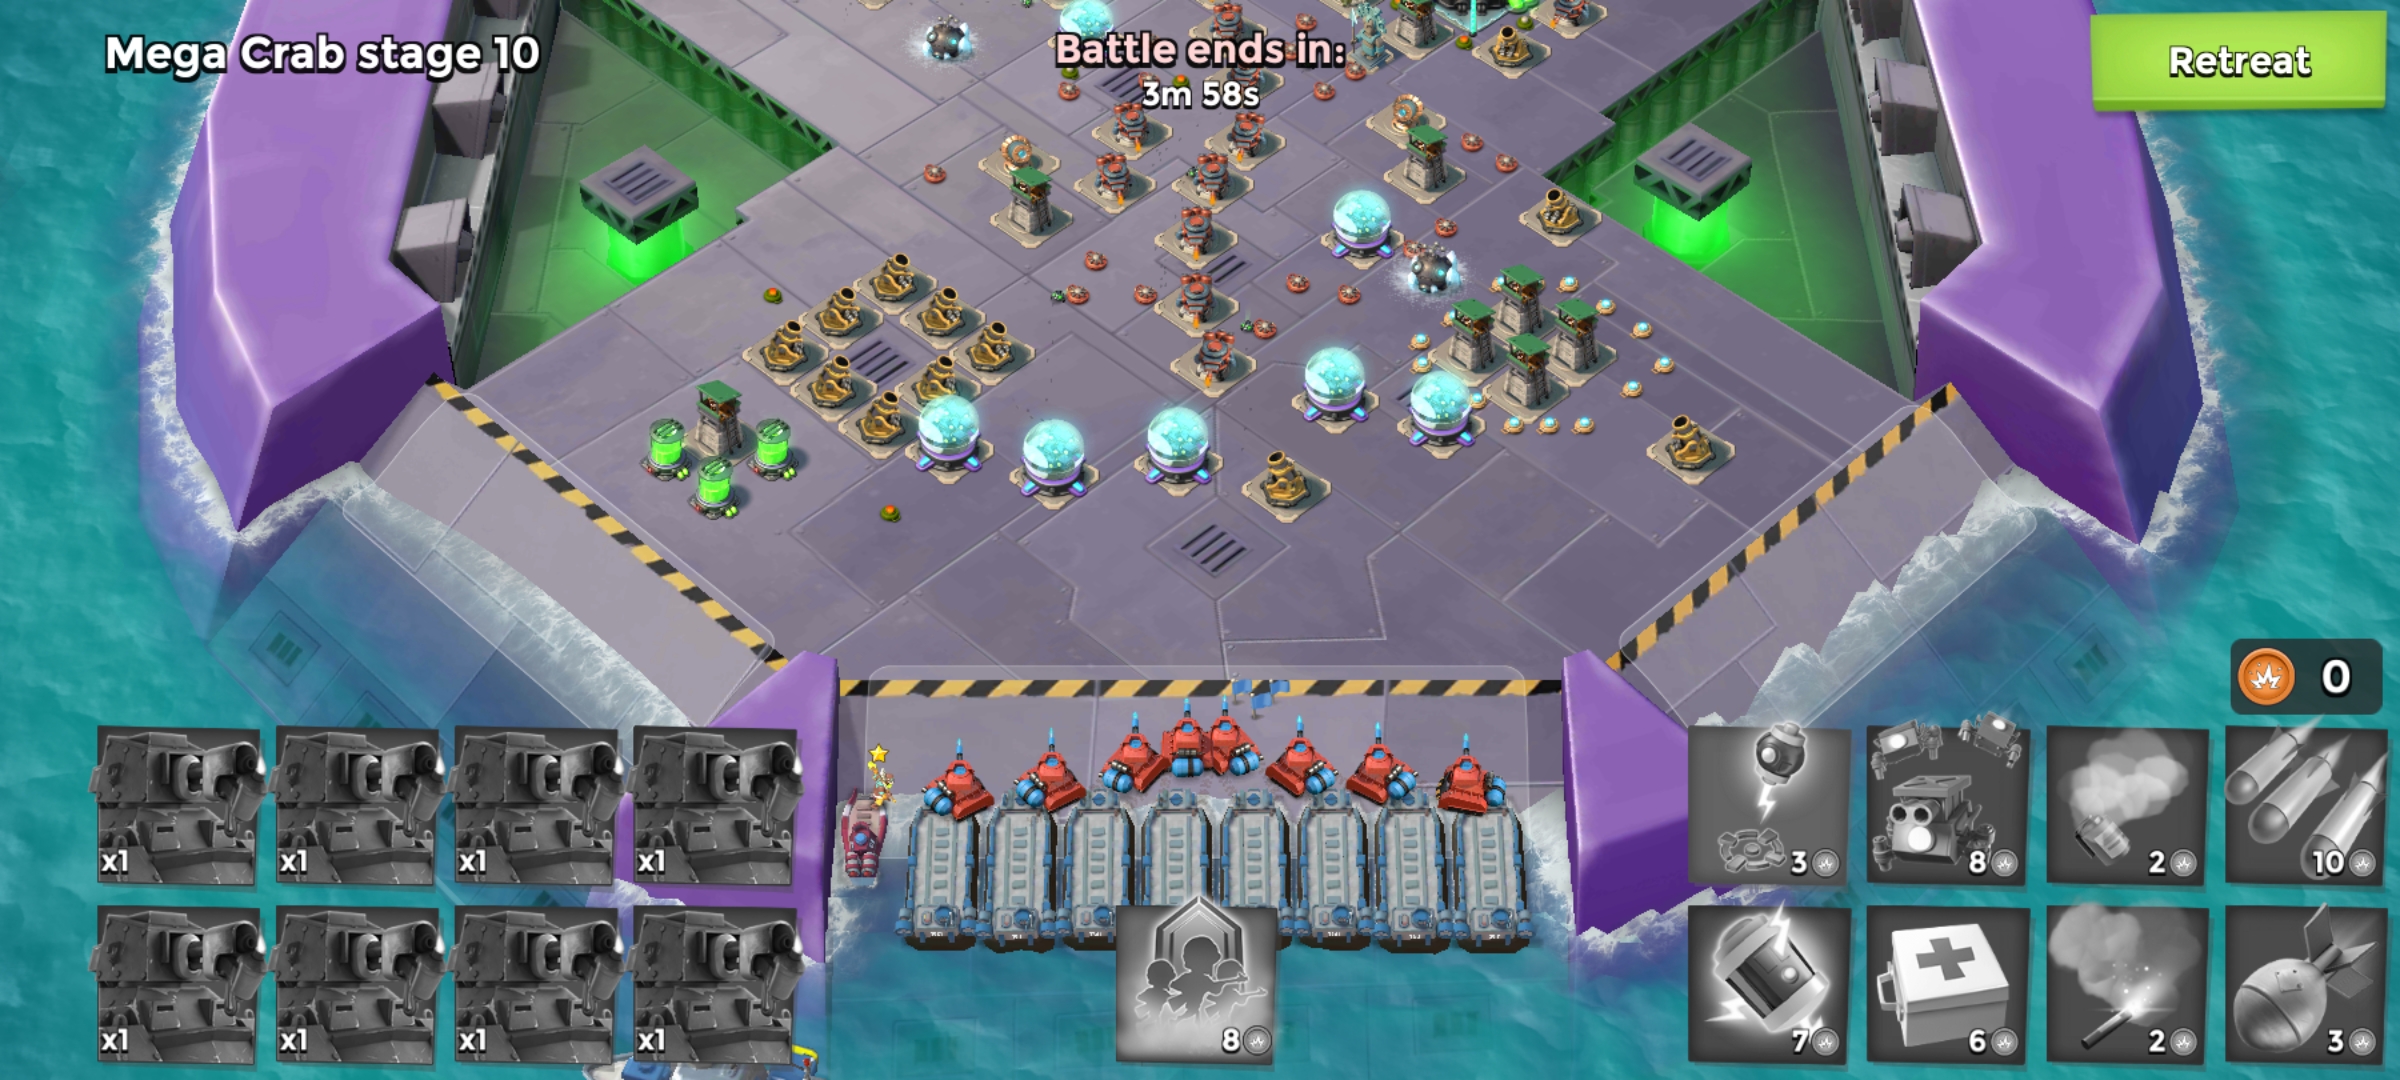 Mega Crab stage 10
Battle ends in:
3m 58s
Retreat
0
x1
x1
x1
x1
3
8
2
10
x1
x1
x1
x1
8
7
6
2
3